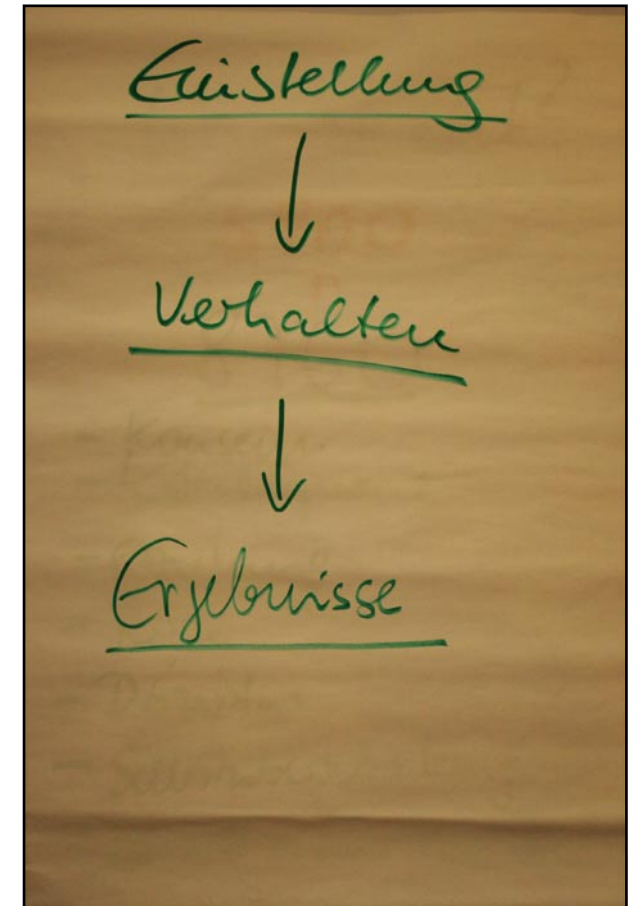 Einstellung
↓
Verhalten
↓
Ergebnisse